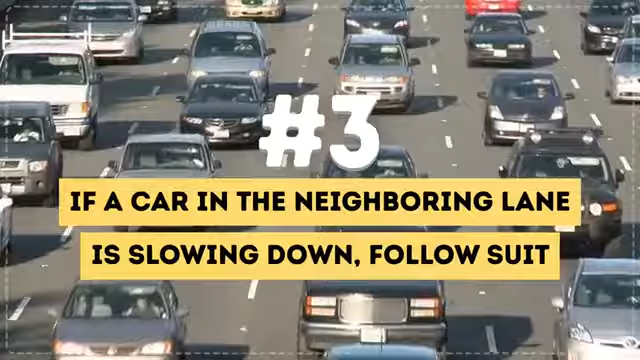 #3
IF A CAR IN THE NEIGHBORING LANE
IS SLOWING DOWN, FOLLOW SUIT